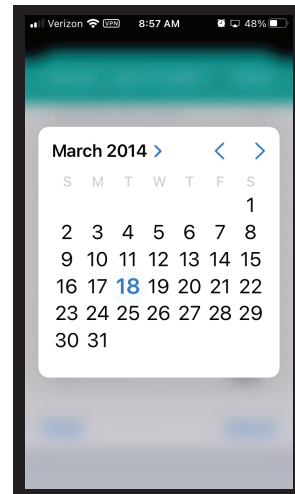 Verizon VPN 8:57 AM 48%
March 2014
S M T W T F S
1
2 3 4 5 6 7 8
9 10 11 12 13 14 15
16 17 18 19 20 21 22
23 24 25 26 27 28 29
30 31